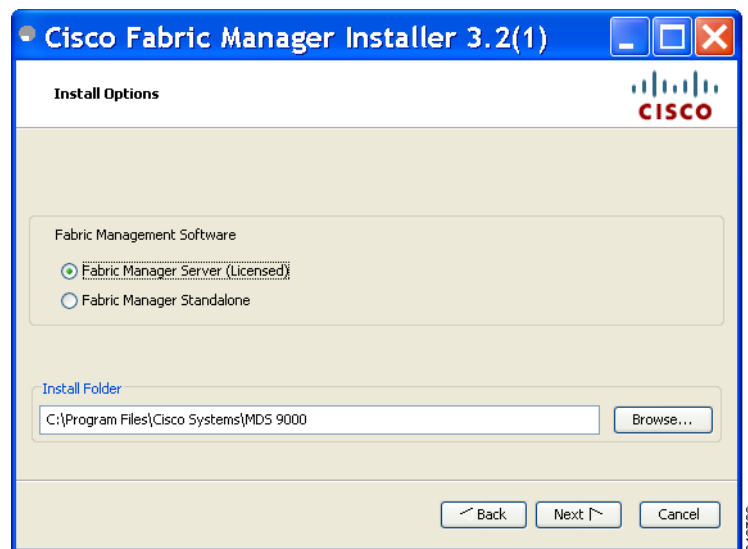 Cisco Fabric Manager Installer 3.2(1)
Install Options
CISCO
Fabric Management Software
Fabric Manager Server (Licensed)
Fabric Manager Standalone
Install Folder
C:\Program Files\Cisco Systems\MDS 9000
Browse...
Back
Next
Cancel